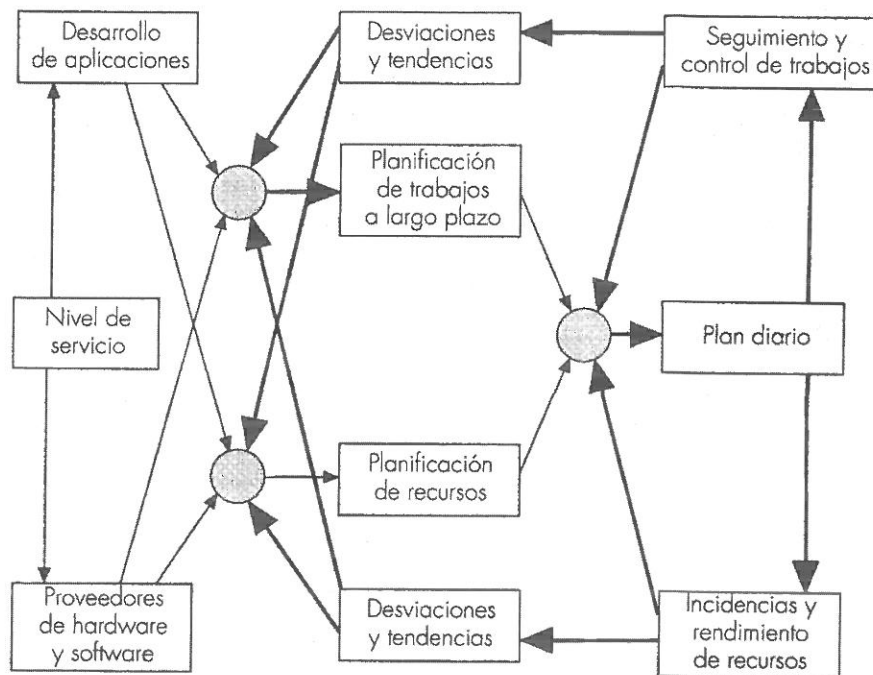 Desarrollo
de aplicaciones
Desviaciones
y tendencias
Seguimiento y
control de trabajos
Planificación
de trabajos
a largo plazo
Nivel de
servicio
Plan diario
Planificación
de recursos
Proveedores
de hardware
y software
Desviaciones
y tendencias
Incidencias y
rendimiento
de recursos